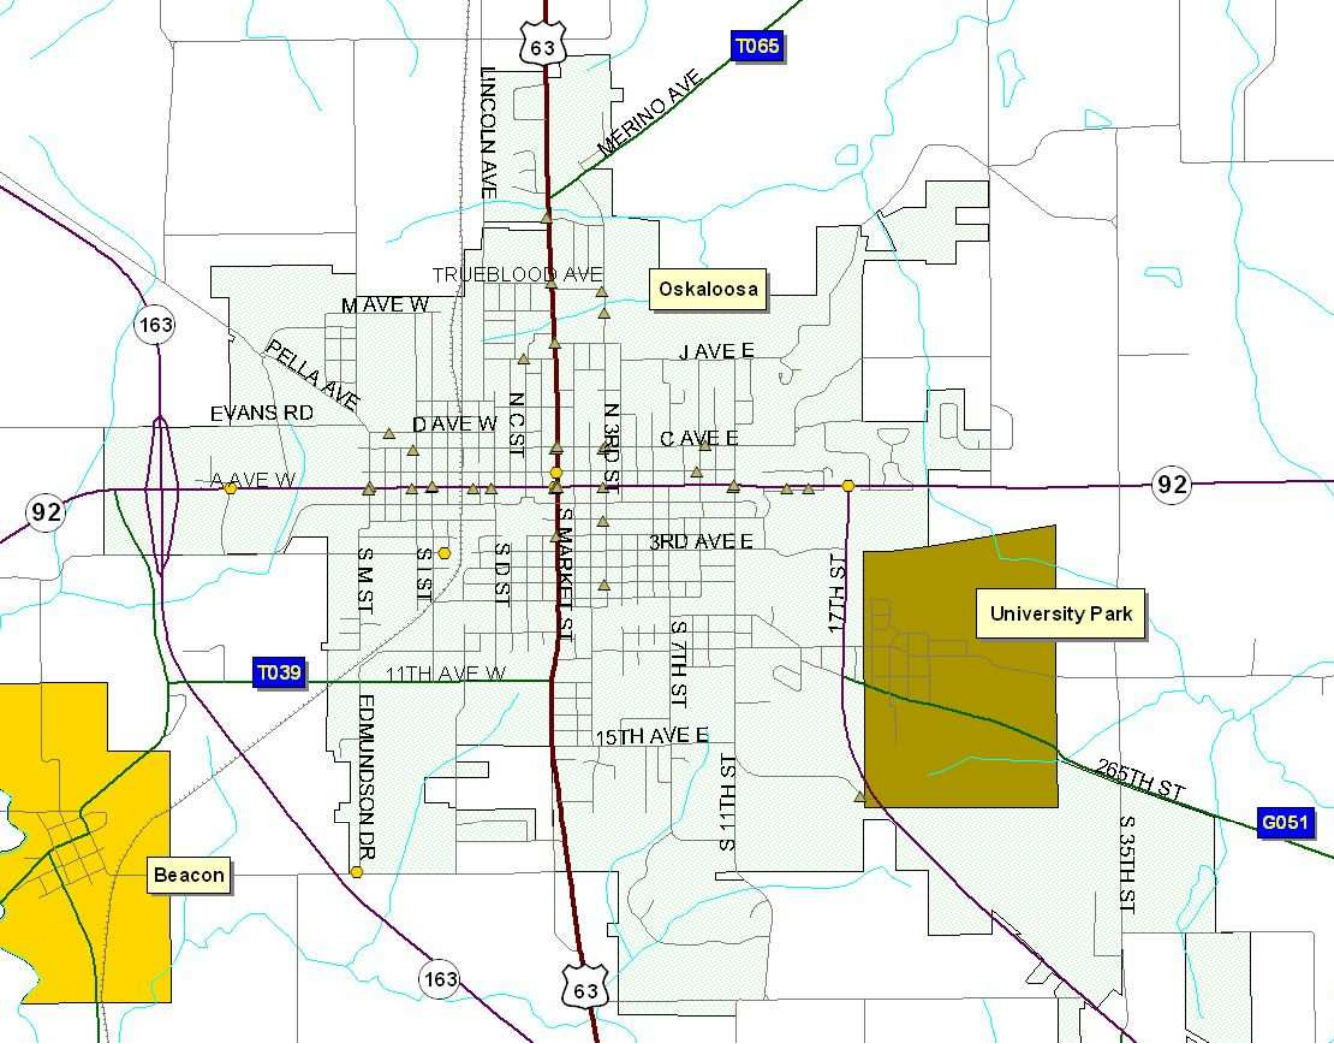 63
T065
LINCOLN AVE
MERINO AVE
TRUEBLOOD AVE
Oskaloosa
M AVE W
163
PELLA AVE
J AVE E
EVANS RD
D AVE W
N C ST
N 3RD ST
C AVE E
A AVE W
92
92
S MARKET ST
3RD AVE E
S M ST
S I ST
S D ST
17TH ST
University Park
T039
11TH AVE W
S 7TH ST
EDMUNDSON DR
15TH AVE E
S 11TH ST
265TH ST
G051
S 35TH ST
Beacon
163
63